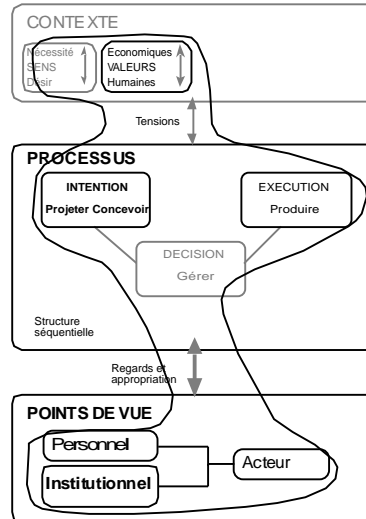 CONTEXTE
Nécessité
SENS
Désir
Economiques
VALEURS
Humaines
Tensions
PROCESSUS
INTENTION
Projeter Concevoir
EXECUTION
Produire
DECISION
Gérer
Structure
séquentielle
Regards et
appropriation
POINTS DE VUE
Personnel
Institutionnel
Acteur